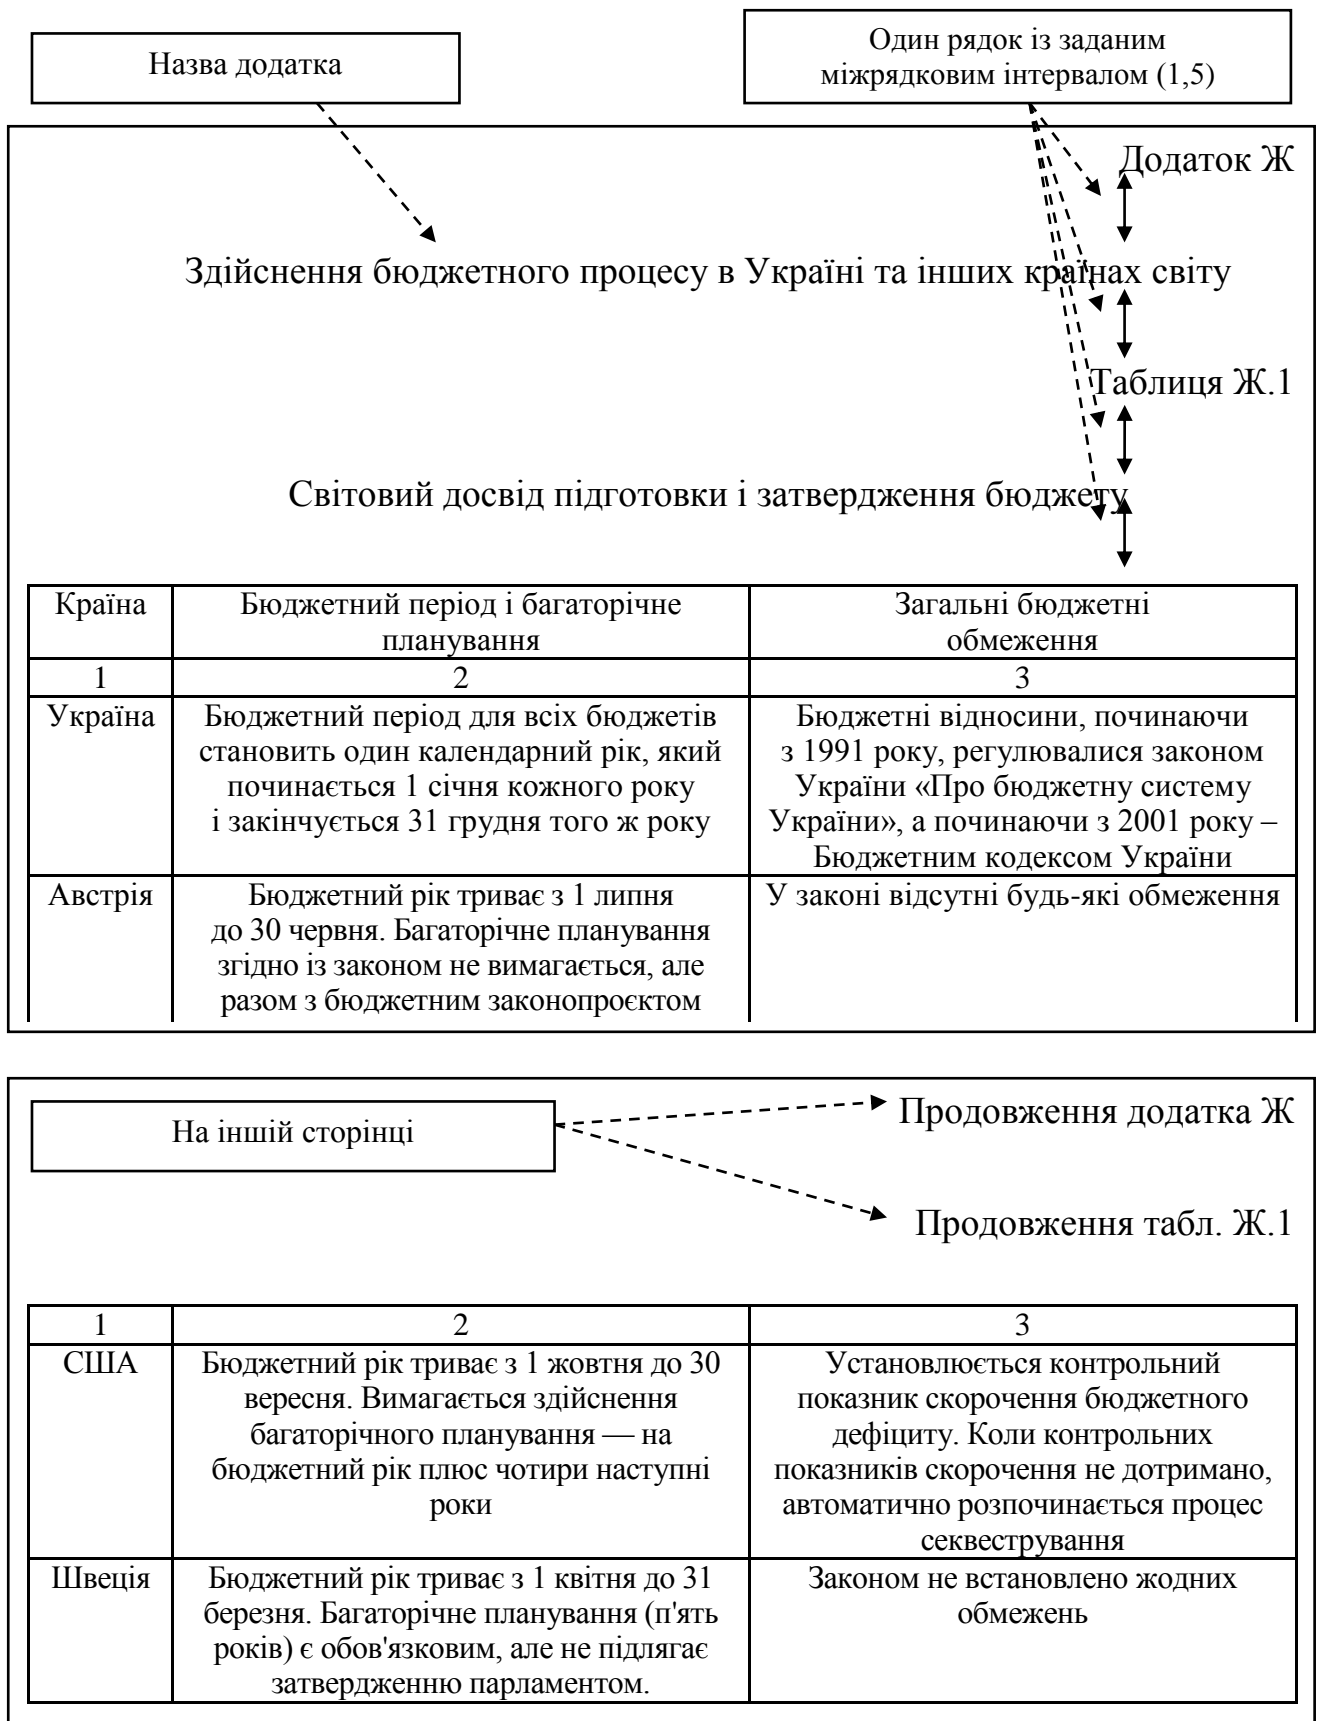 Назва додатка
Один рядок із заданим
міжрядковим інтервалом (1,5)
Додаток Ж
Здійснення бюджетного процесу в Україні та інших країнах світу
Таблиця Ж.1
Світовий досвід підготовки і затвердження бюджету
Країна
Бюджетний період і багаторічне
планування
Загальні бюджетні
обмеження
1
2
3
Україна
Бюджетний період для всіх бюджетів
становить один календарний рік, який
починається 1 січня кожного року
і закінчується 31 грудня того ж року
Бюджетні відносини, починаючи
з 1991 року, регулювалися законом
України «Про бюджетну систему
України», а починаючи з 2001 року –
Бюджетним кодексом України
Австрія
Бюджетний рік триває з 1 липня
до 30 червня. Багаторічне планування
згідно із законом не вимагається, але
разом з бюджетним законопроєктом
У законі відсутні будь-які обмеження
На іншій сторінці
Продовження додатка Ж
Продовження табл. Ж.1
1
2
3
США
Бюджетний рік триває з 1 жовтня до 30
вересня. Вимагається здійснення
багаторічного планування — на
бюджетний рік плюс чотири наступні
роки
Установлюється контрольний
показник скорочення бюджетного
дефіциту. Коли контрольних
показників скорочення не дотримано,
автоматично розпочинається процес
секвестрування
Швеція
Бюджетний рік триває з 1 квітня до 31
березня. Багаторічне планування (п'ять
років) є обов'язковим, але не підлягає
затвердженню парламентом.
Законом не встановлено жодних
обмежень